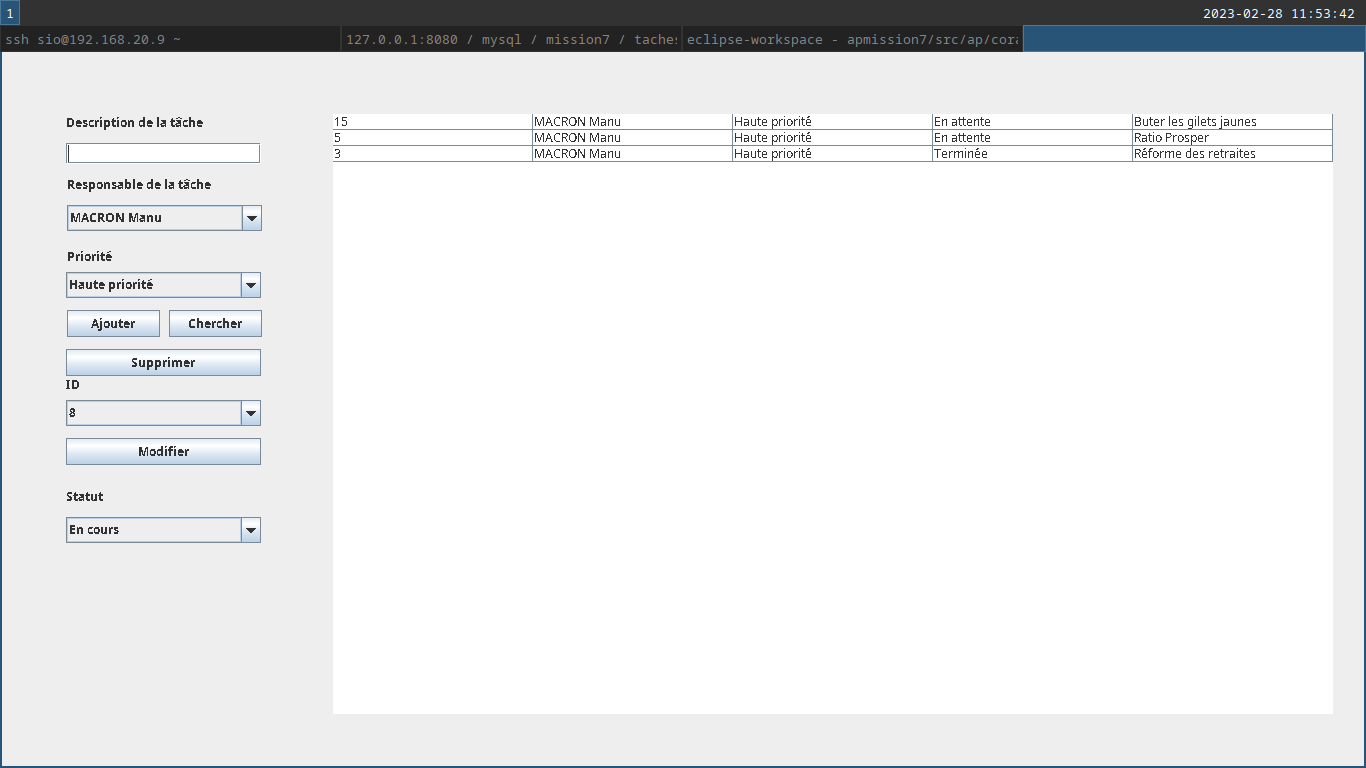 1
2023-02-28 11:53:42
ssh sio@192.168.20.9 ~
127.0.0.1:8080 / mysql / mission7 / taches
eclipse-workspace - apmission7/src/ap/cora
Description de la tâche
Responsable de la tâche
MACRON Manu
Priorité
Haute priorité
Ajouter Chercher
Supprimer
ID
8
Modifier
Statut
En cours
15 MACRON Manu Haute priorité En attente Buter les gilets jaunes
5 MACRON Manu Haute priorité En attente Ratio Prosper
3 MACRON Manu Haute priorité Terminée Réforme des retraites